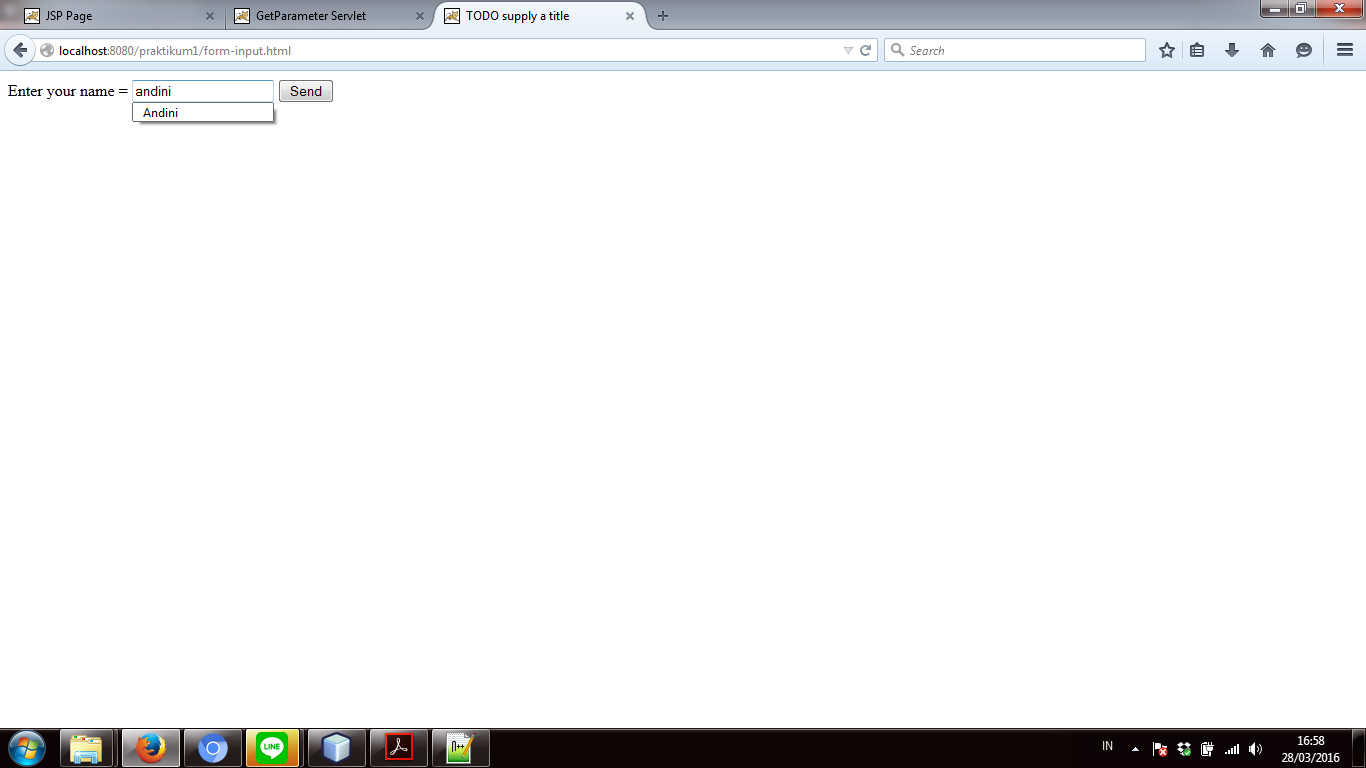 JSP Page
GetParameter Servlet
TODO supply a title
localhost:8080/praktikum1/form-input.html
Search
Enter your name = andini Send
Andini
LINE
IN
16:58
28/03/2016